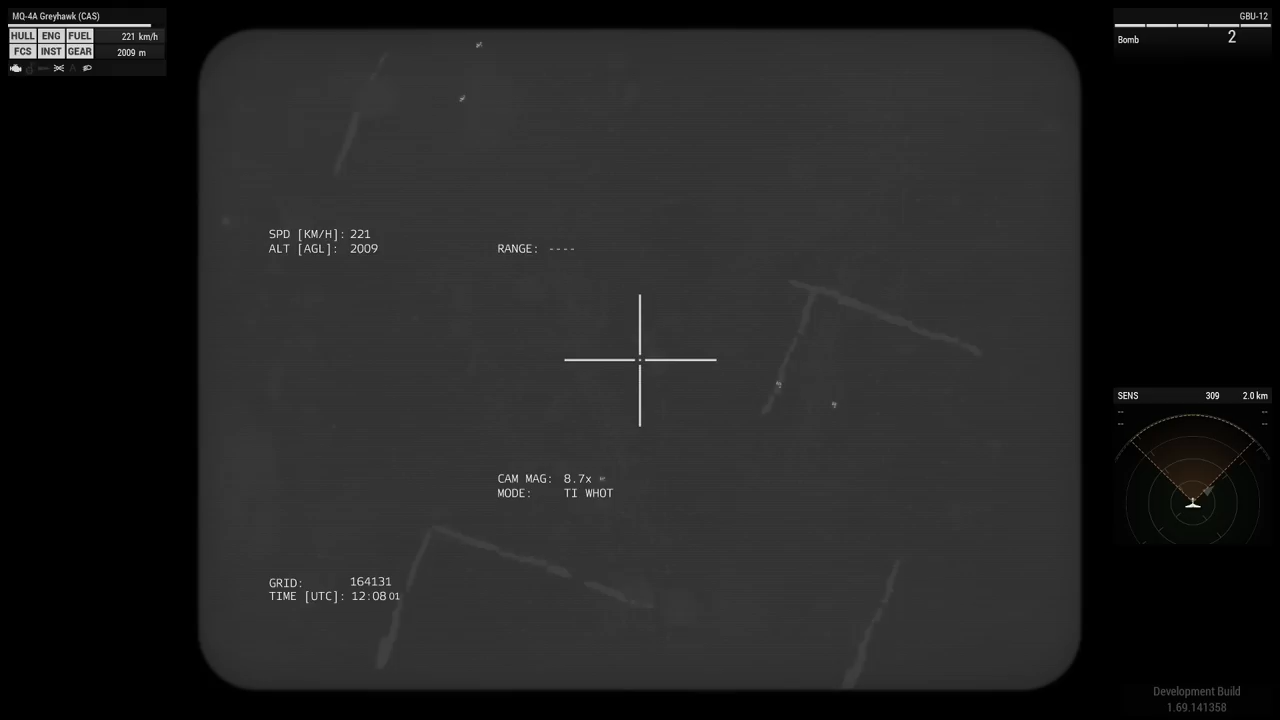 MQ-4A Greyhawk (CAS)
HULL ENG FUEL 221 km/h
FCS INST GEAR 2009 m
GBU-12
Bomb 2
SPD [KM/H]: 221
ALT [AGL]: 2009
RANGE: ----
CAM MAG: 8.7x
MODE: TI WHOT
GRID: 164131
TIME [UTC]: 12:08 01
SENS 309 2.0 km
-- --
-- --
Development Build
1.69.141358